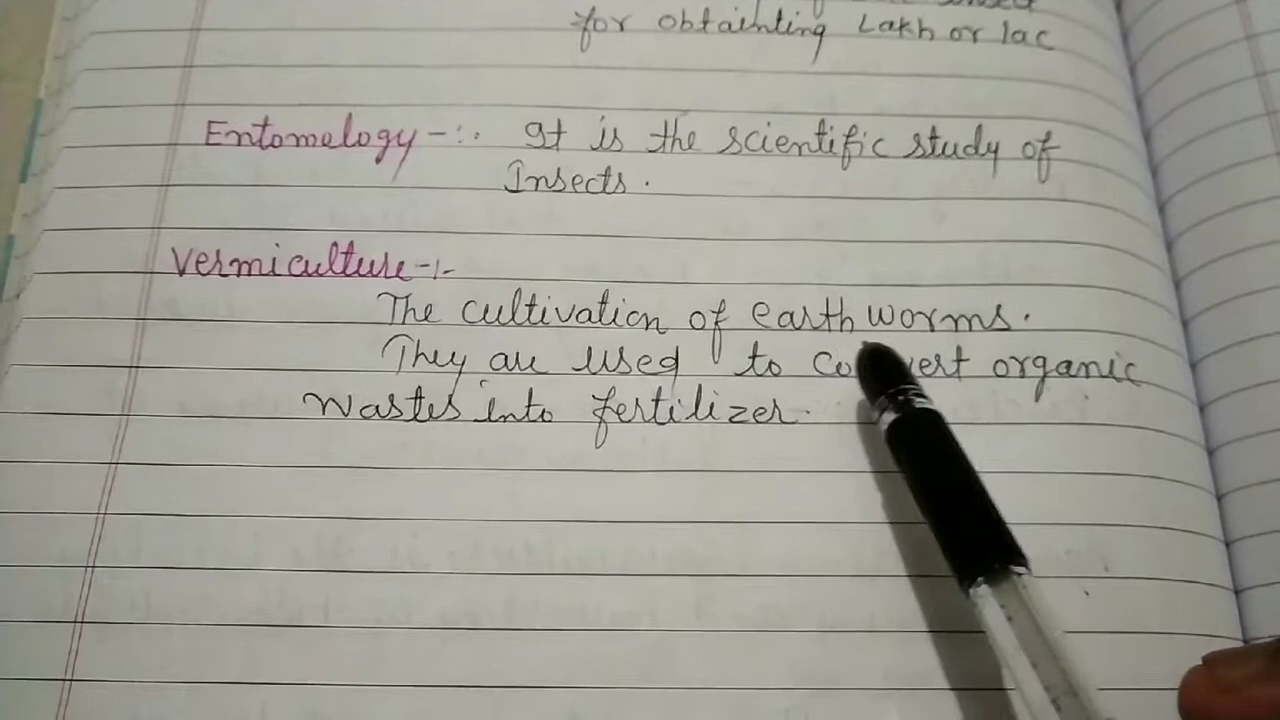 for obtainting Lakh or lac
Entomology -:. It is the scientific study of
Insects.
Vermiculture -:-
The cultivation of earthworms.
They are used to convert organic
Wastes into fertilizer.